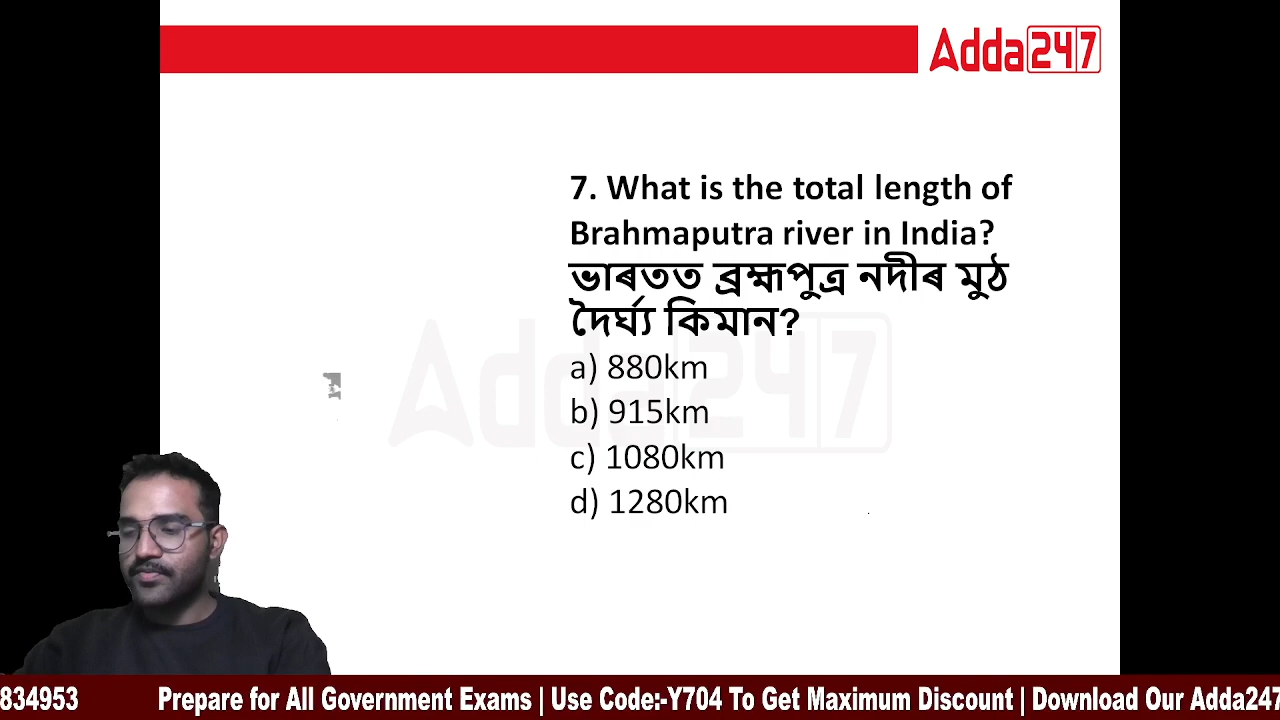 Adda247
7. What is the total length of
Brahmaputra river in India?
ভাৰতত ব্ৰহ্মপুত্ৰ নদীৰ মুঠ
দৈৰ্ঘ্য কিমান?
a) 880km
b) 915km
c) 1080km
d) 1280km
Adda247
834953 Prepare for All Government Exams | Use Code:-Y704 To Get Maximum Discount | Download Our Adda247